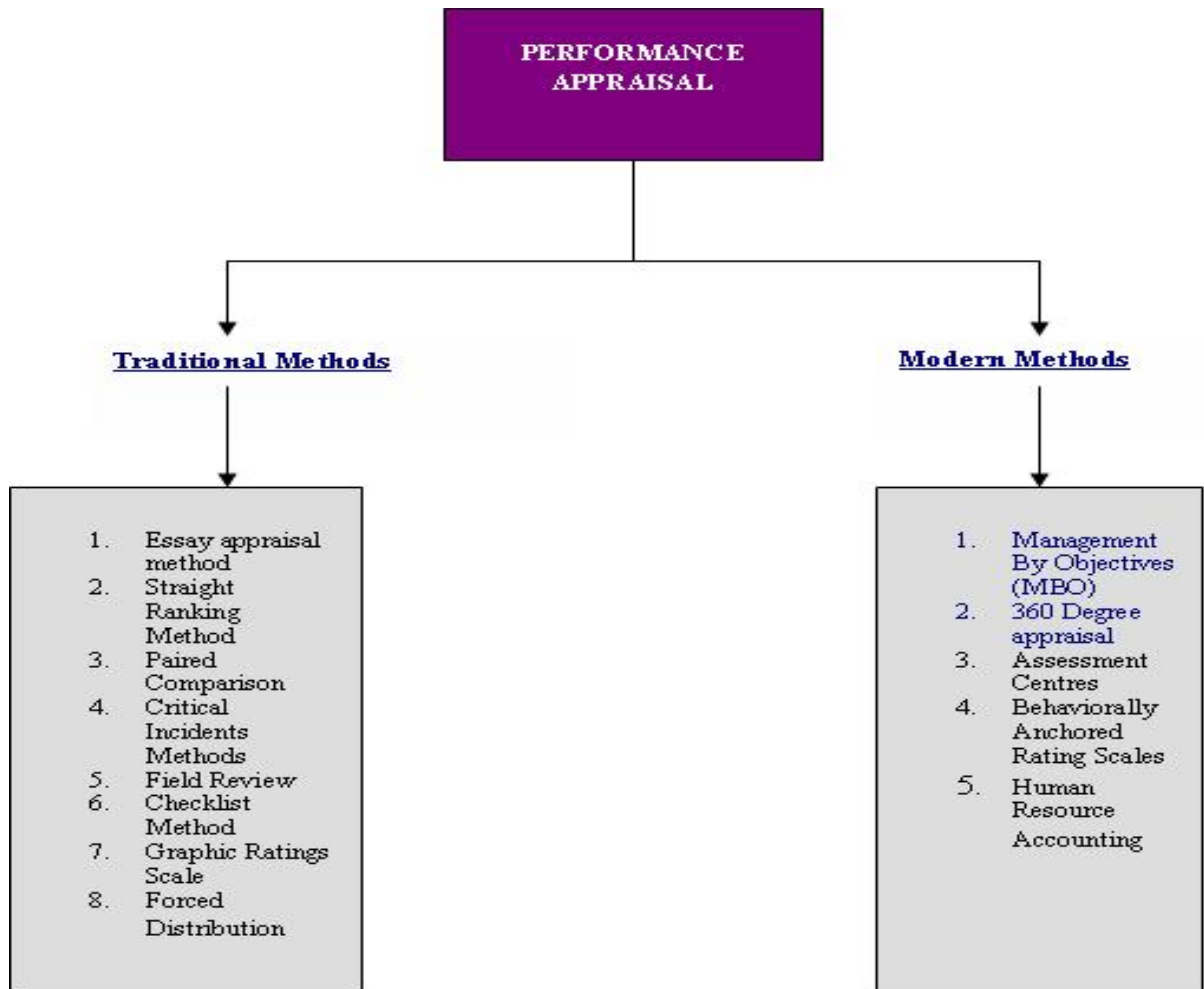 PERFORMANCE
APPRAISAL
Traditional Methods
Modern Methods
1. Essay appraisal
method
2. Straight
Ranking
Method
3. Paired
Comparison
4. Critical
Incidents
Methods
5. Field Review
6. Checklist
Method
7. Graphic Ratings
Scale
8. Forced
Distribution
1. Management
By Objectives
(MBO)
2. 360 Degree
appraisal
3. Assessment
Centres
4. Behaviorally
Anchored
Rating Scales
5. Human
Resource
Accounting